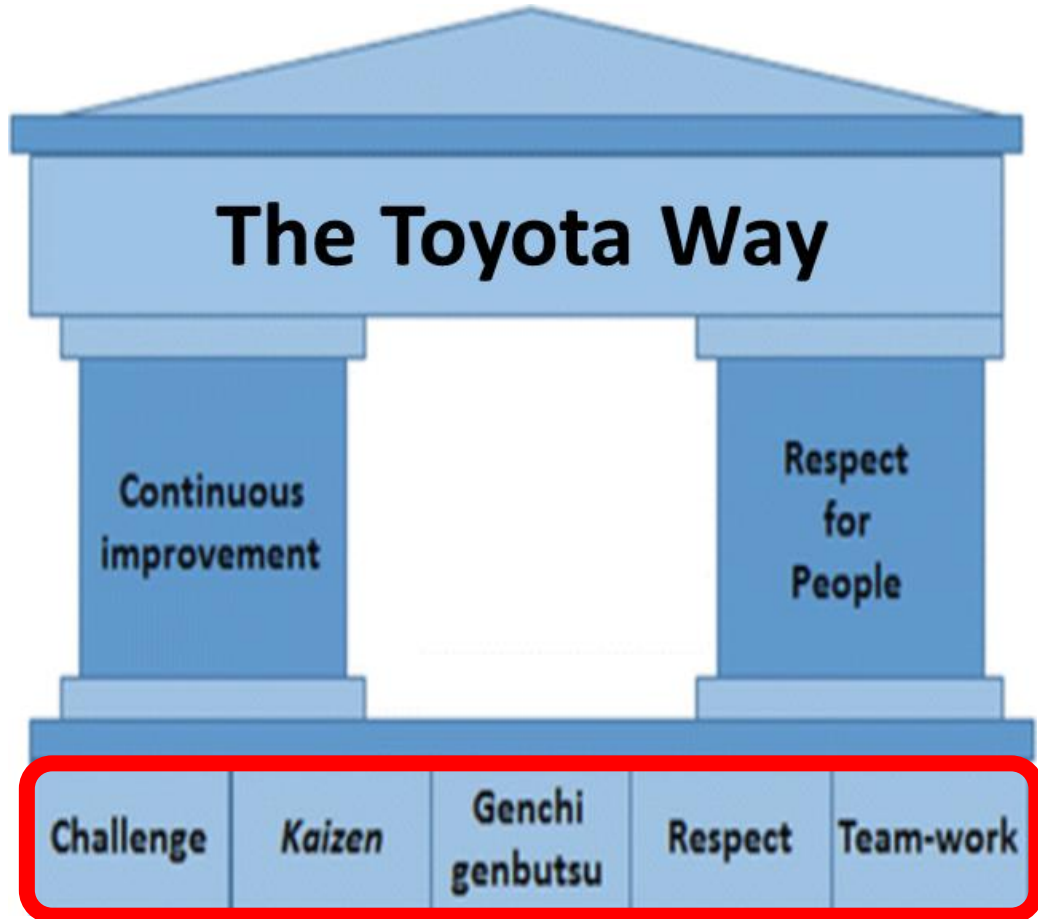 The Toyota Way
Continuous
improvement
Respect
for
People
Challenge
Kaizen
Genchi
genbutsu
Respect
Team-work